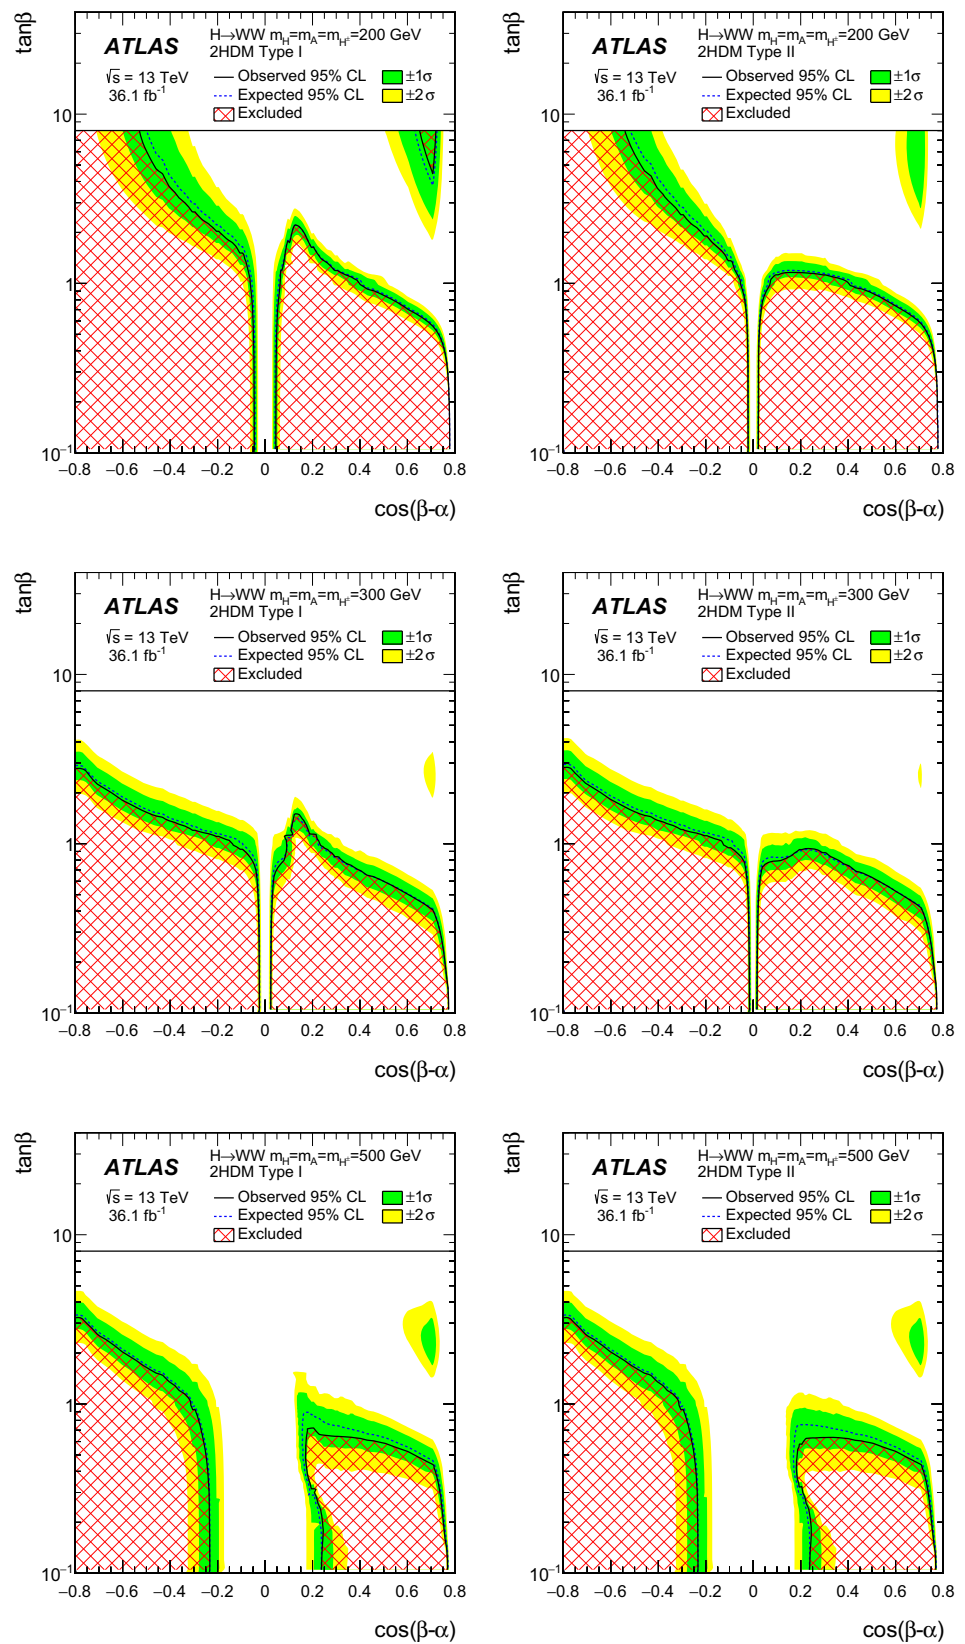 tanβ
ATLAS
H→WW m_H=m_A=m_H±=200 GeV
2HDM Type I
√s = 13 TeV
36.1 fb⁻¹
Observed 95% CL
Expected 95% CL
Excluded
±1σ
±2 σ
10
1
10⁻¹
−0.8 −0.6 −0.4 −0.2 0 0.2 0.4 0.6 0.8
cos(β-α)
tanβ
ATLAS
H→WW m_H=m_A=m_H±=200 GeV
2HDM Type II
√s = 13 TeV
36.1 fb⁻¹
Observed 95% CL
Expected 95% CL
Excluded
±1σ
±2 σ
10
1
10⁻¹
−0.8 −0.6 −0.4 −0.2 0 0.2 0.4 0.6 0.8
cos(β-α)
tanβ
ATLAS
H→WW m_H=m_A=m_H±=300 GeV
2HDM Type I
√s = 13 TeV
36.1 fb⁻¹
Observed 95% CL
Expected 95% CL
Excluded
±1σ
±2 σ
10
1
10⁻¹
−0.8 −0.6 −0.4 −0.2 0 0.2 0.4 0.6 0.8
cos(β-α)
tanβ
ATLAS
H→WW m_H=m_A=m_H±=300 GeV
2HDM Type II
√s = 13 TeV
36.1 fb⁻¹
Observed 95% CL
Expected 95% CL
Excluded
±1σ
±2 σ
10
1
10⁻¹
−0.8 −0.6 −0.4 −0.2 0 0.2 0.4 0.6 0.8
cos(β-α)
tanβ
ATLAS
H→WW m_H=m_A=m_H±=500 GeV
2HDM Type I
√s = 13 TeV
36.1 fb⁻¹
Observed 95% CL
Expected 95% CL
Excluded
±1σ
±2 σ
10
1
10⁻¹
−0.8 −0.6 −0.4 −0.2 0 0.2 0.4 0.6 0.8
cos(β-α)
tanβ
ATLAS
H→WW m_H=m_A=m_H±=500 GeV
2HDM Type II
√s = 13 TeV
36.1 fb⁻¹
Observed 95% CL
Expected 95% CL
Excluded
±1σ
±2 σ
10
1
10⁻¹
−0.8 −0.6 −0.4 −0.2 0 0.2 0.4 0.6 0.8
cos(β-α)